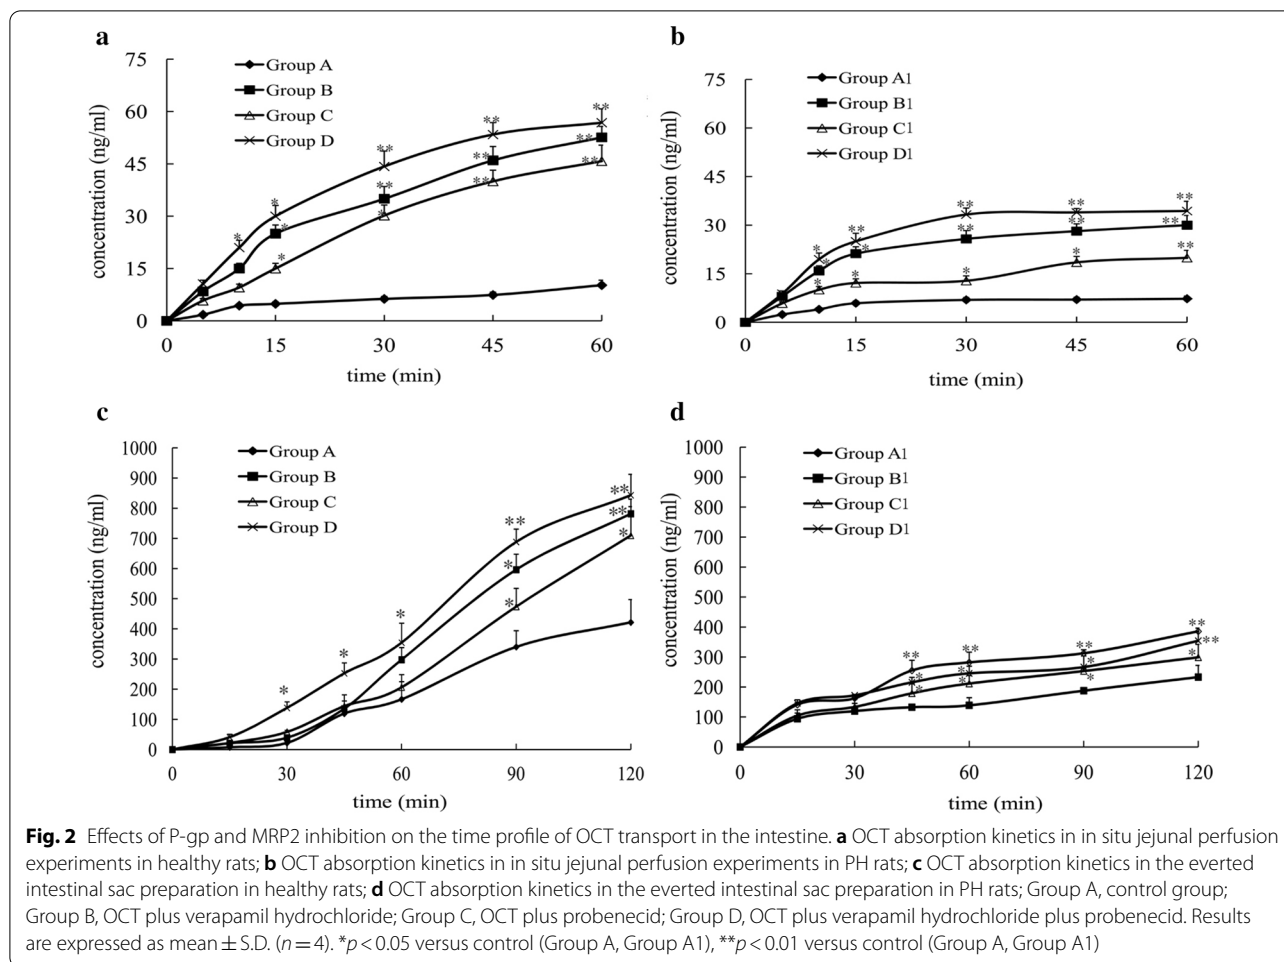 a
75
60
45
30
15
0
concentration (ng/ml)
Group A
Group B
Group C
Group D
* * ** ** **
* ** ** **
* * ** **
0 15 30 45 60
time (min)
b
75
60
45
30
15
0
concentration (ng/ml)
Group A1
Group B1
Group C1
Group D1
* ** ** ** **
* * ** ** **
* * * * **
0 15 30 45 60
time (min)
c
1000
900
800
700
600
500
400
300
200
100
0
concentration (ng/ml)
Group A
Group B
Group C
Group D
* * * ** **
* **
* *
0 30 60 90 120
time (min)
d
1000
900
800
700
600
500
400
300
200
100
0
concentration (ng/ml)
Group A1
Group B1
Group C1
Group D1
** ** ** **
* * * **
* * * *
0 30 60 90 120
time (min)
Fig. 2 Effects of P-gp and MRP2 inhibition on the time profile of OCT transport in the intestine. a OCT absorption kinetics in in situ jejunal perfusion
experiments in healthy rats; b OCT absorption kinetics in in situ jejunal perfusion experiments in PH rats; c OCT absorption kinetics in the everted
intestinal sac preparation in healthy rats; d OCT absorption kinetics in the everted intestinal sac preparation in PH rats; Group A, control group;
Group B, OCT plus verapamil hydrochloride; Group C, OCT plus probenecid; Group D, OCT plus verapamil hydrochloride plus probenecid. Results
are expressed as mean ± S.D. (n = 4). *p < 0.05 versus control (Group A, Group A1), **p < 0.01 versus control (Group A, Group A1)